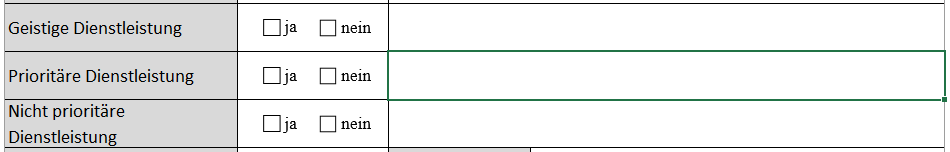 Geistige Dienstleistung ☐ ja ☐ nein
Prioritäre Dienstleistung ☐ ja ☐ nein
Nicht prioritäre
Dienstleistung ☐ ja ☐ nein